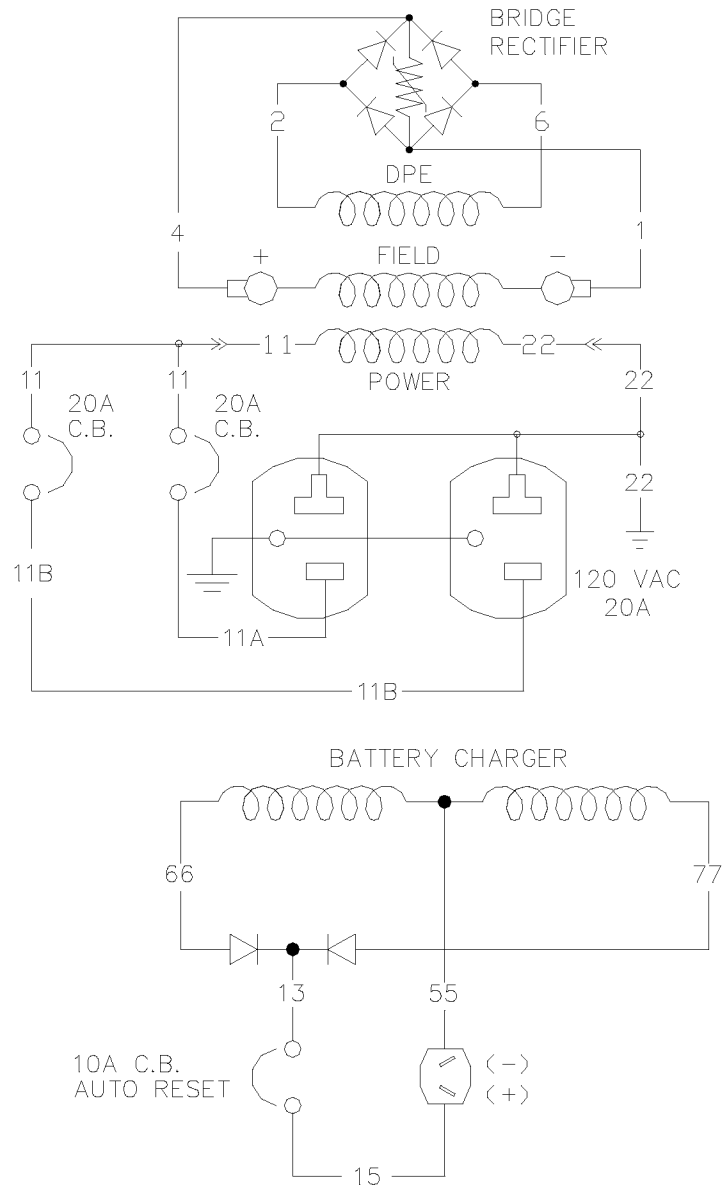 BRIDGE
RECTIFIER
2
6
DPE
4
1
+
FIELD
-
11
22
POWER
11
11
22
20A
C.B.
20A
C.B.
22
11B
120 VAC
20A
11A
11B
BATTERY CHARGER
66
77
13
55
10A C.B.
AUTO RESET
(-)
(+)
15